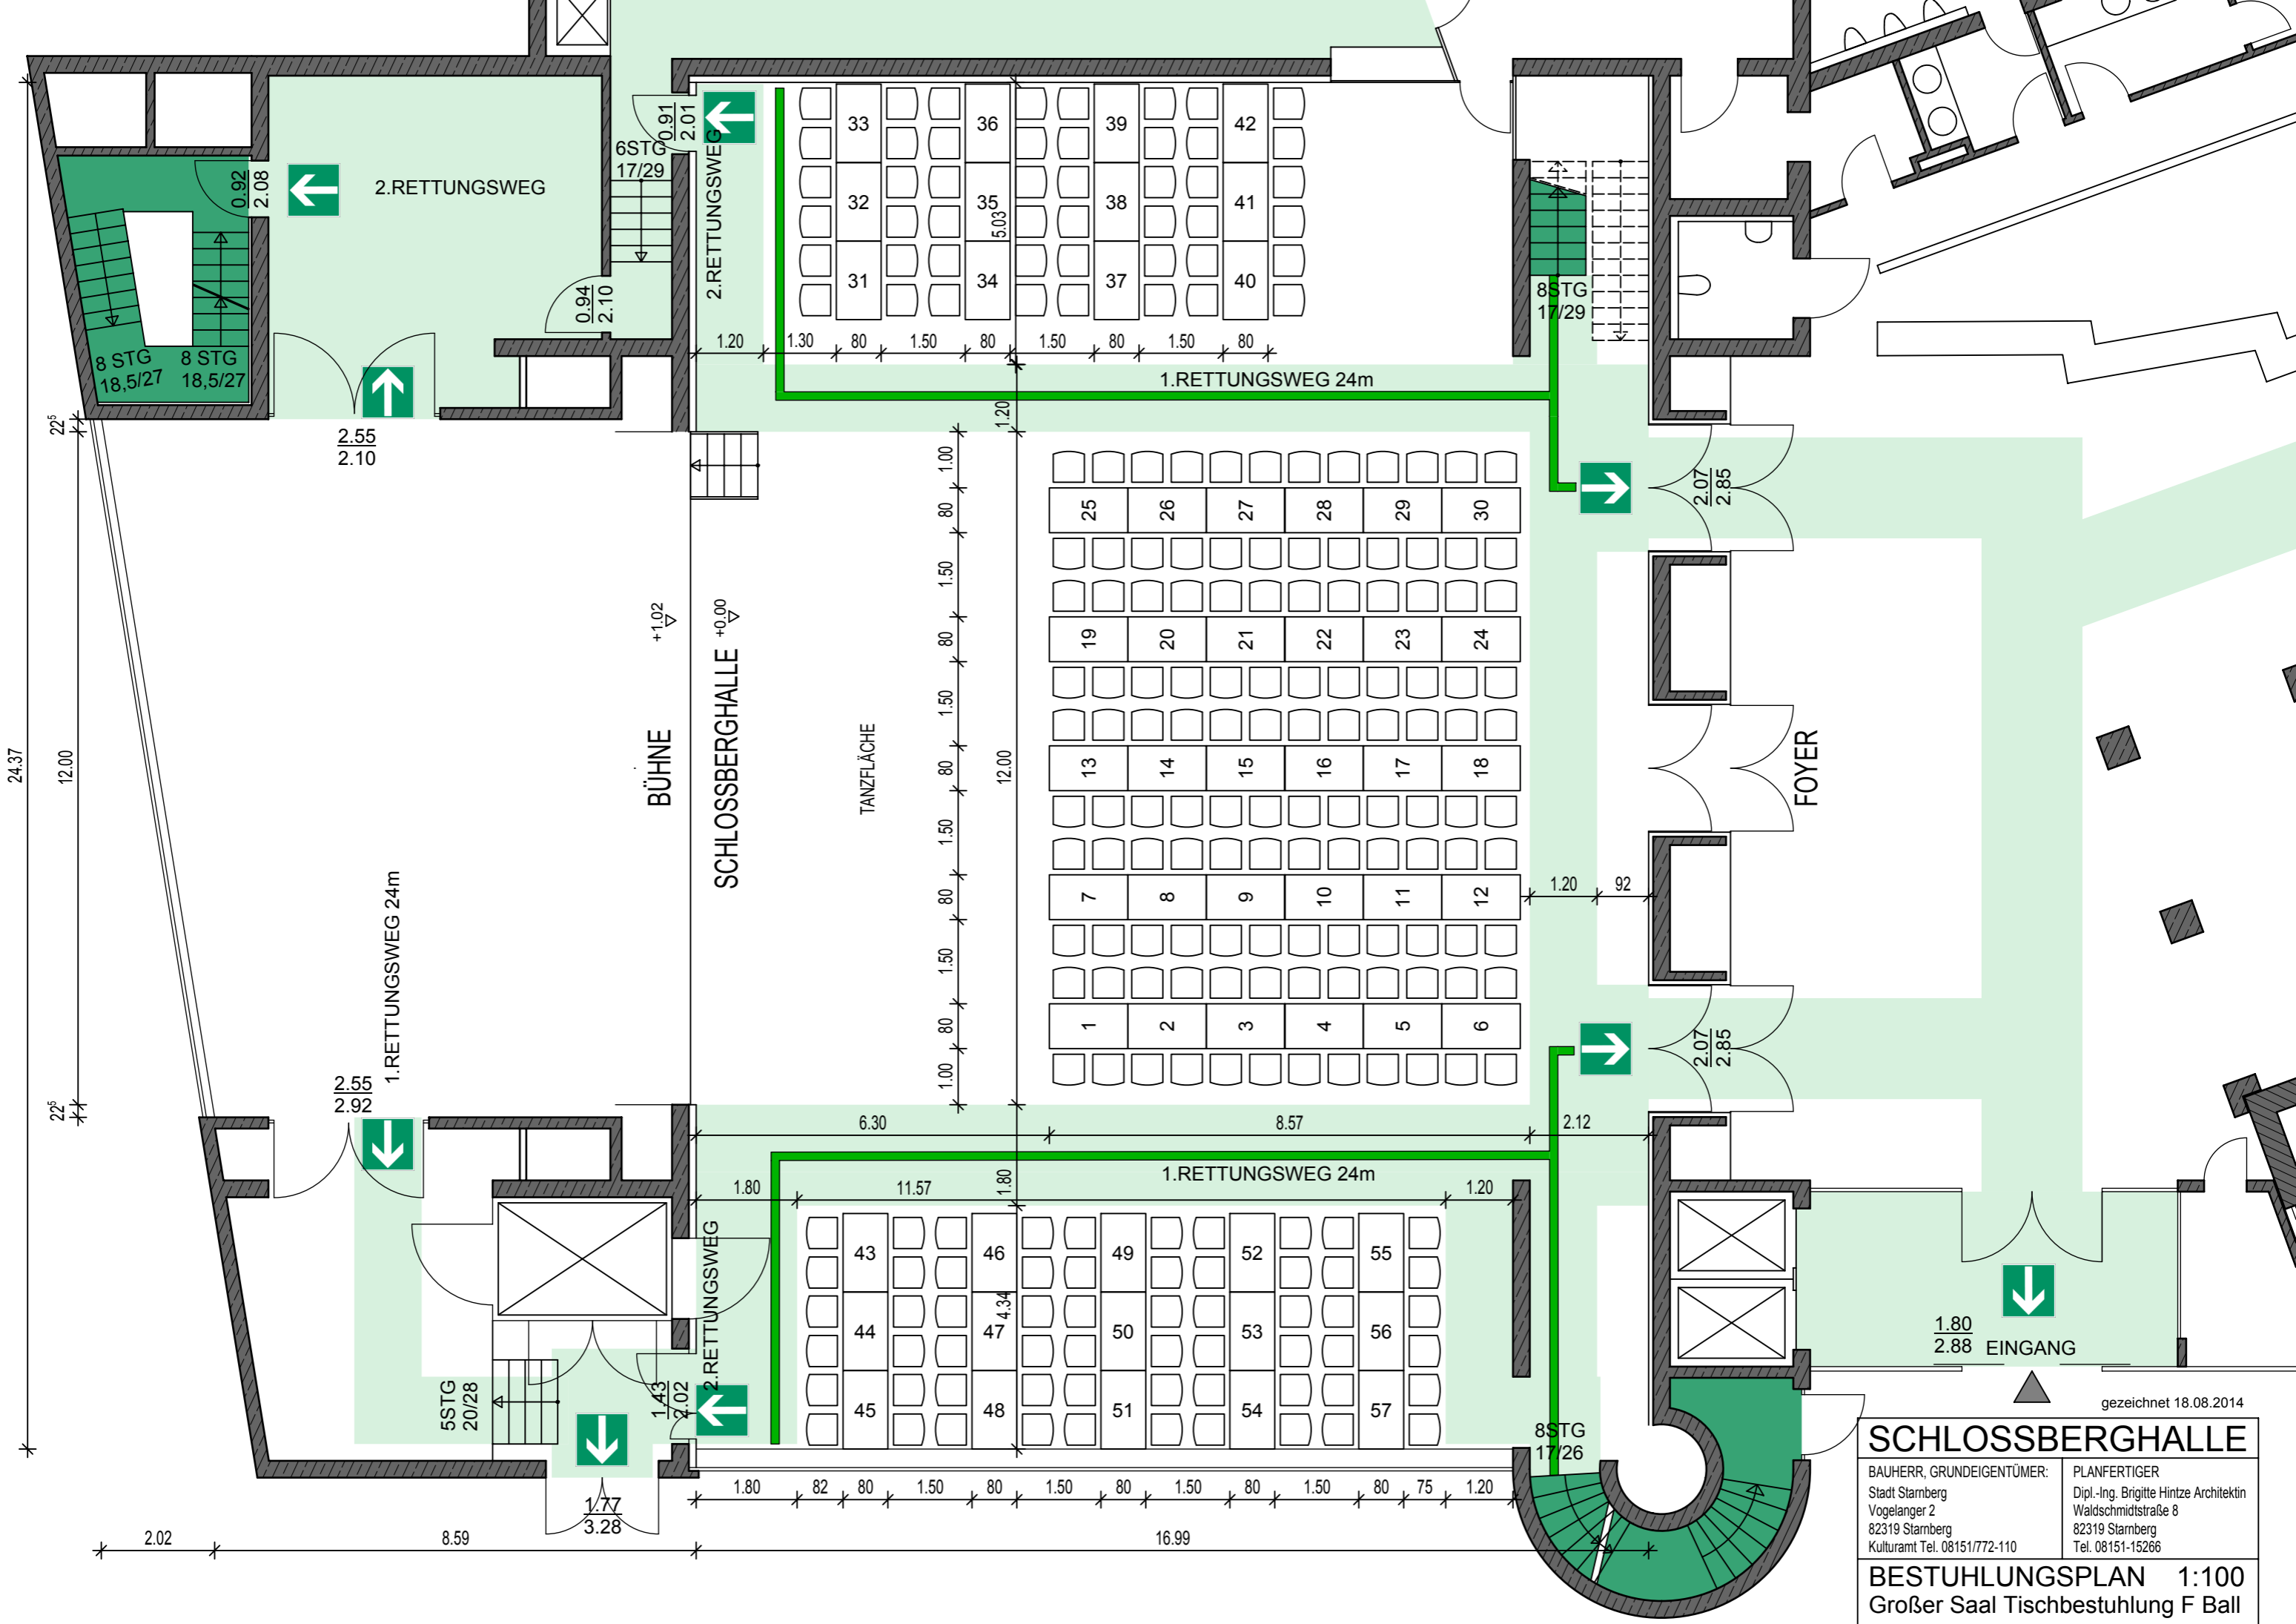 0.91
2.01
6STG
17/29
2.RETTUNGSWEG
0.92
2.08
2.RETTUNGSWEG
0.94
2.10
8 STG
18,5/27
8 STG
18,5/27
2.55
2.10
33 36 39 42
32 35 38 41
31 34 37 40
5.03
1.20 1.30 80 1.50 80 1.50 80 1.50 80
8STG
17/29
1.RETTUNGSWEG 24m
1.20
22⁵
12.00
24.37
22⁵
1.00
80
1.50
80
1.50
80
1.50
80
1.50
80
1.00
12.00
25 26 27 28 29 30
19 20 21 22 23 24
13 14 15 16 17 18
7 8 9 10 11 12
1 2 3 4 5 6
2.07
2.85
+1.02
+0.00
BÜHNE
SCHLOSSBERGHALLE
TANZFLÄCHE
FOYER
1.20 92
2.07
2.85
1.RETTUNGSWEG 24m
2.55
2.92
6.30 8.57 2.12
1.RETTUNGSWEG 24m
1.80 11.57 1.80 1.20
2.RETTUNGSWEG
43 46 49 52 55
44 47 50 53 56
45 48 51 54 57
4.34
5STG
20/28
1.43
2.02
8STG
17/26
1.80
2.88
EINGANG
1.80 82 80 1.50 80 1.50 80 1.50 80 1.50 80 75 1.20
1.77
3.28
2.02 8.59 16.99
gezeichnet 18.08.2014
SCHLOSSBERGHALLE
BAUHERR, GRUNDEIGENTÜMER:
Stadt Starnberg
Vogelanger 2
82319 Starnberg
Kulturamt Tel. 08151/772-110
PLANFERTIGER
Dipl.-Ing. Brigitte Hintze Architektin
Waldschmidtstraße 8
82319 Starnberg
Tel. 08151-15266
BESTUHLUNGSPLAN 1:100
Großer Saal Tischbestuhlung F Ball